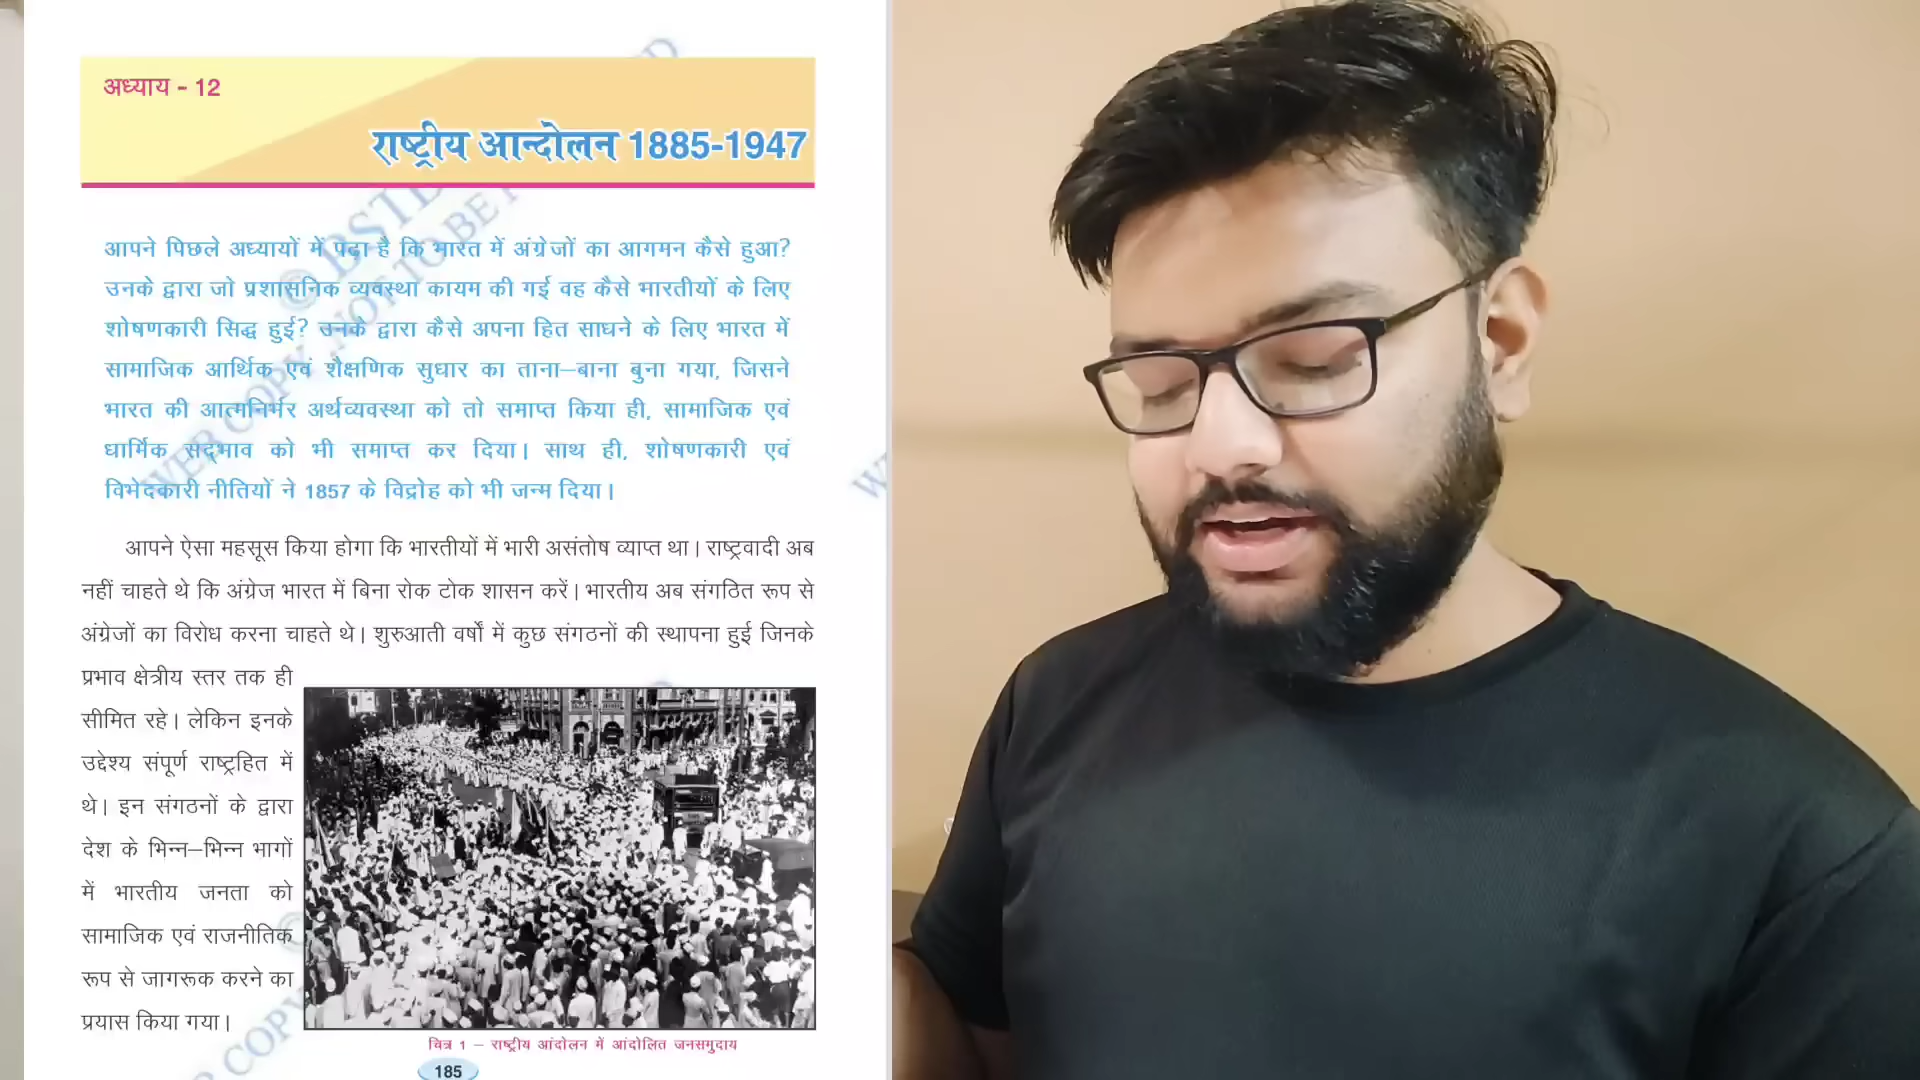 अध्याय - 12
राष्ट्रीय आन्दोलन 1885-1947
आपने पिछले अध्यायों में पढ़ा है कि भारत में अंग्रेजों का आगमन कैसे हुआ?
उनके द्वारा जो प्रशासनिक व्यवस्था कायम की गई वह कैसे भारतीयों के लिए
शोषणकारी सिद्ध हुई? उनके द्वारा कैसे अपना हित साधने के लिए भारत में
सामाजिक आर्थिक एवं शैक्षणिक सुधार का ताना–बाना बुना गया, जिसने
भारत की आत्मनिर्भर अर्थव्यवस्था को तो समाप्त किया ही, सामाजिक एवं
धार्मिक सद्भाव को भी समाप्त कर दिया। साथ ही, शोषणकारी एवं
विभेदकारी नीतियों ने 1857 के विद्रोह को भी जन्म दिया।
आपने ऐसा महसूस किया होगा कि भारतीयों में भारी असंतोष व्याप्त था। राष्ट्रवादी अब
नहीं चाहते थे कि अंग्रेज भारत में बिना रोक टोक शासन करें। भारतीय अब संगठित रूप से
अंग्रेजों का विरोध करना चाहते थे। शुरुआती वर्षों में कुछ संगठनों की स्थापना हुई जिनके
प्रभाव क्षेत्रीय स्तर तक ही
सीमित रहे। लेकिन इनके
उद्देश्य संपूर्ण राष्ट्रहित में
थे। इन संगठनों के द्वारा
देश के भिन्न–भिन्न भागों
में भारतीय जनता को
सामाजिक एवं राजनीतिक
रूप से जागरूक करने का
प्रयास किया गया।
चित्र 1 – राष्ट्रीय आंदोलन में आंदोलित जनसमुदाय
185